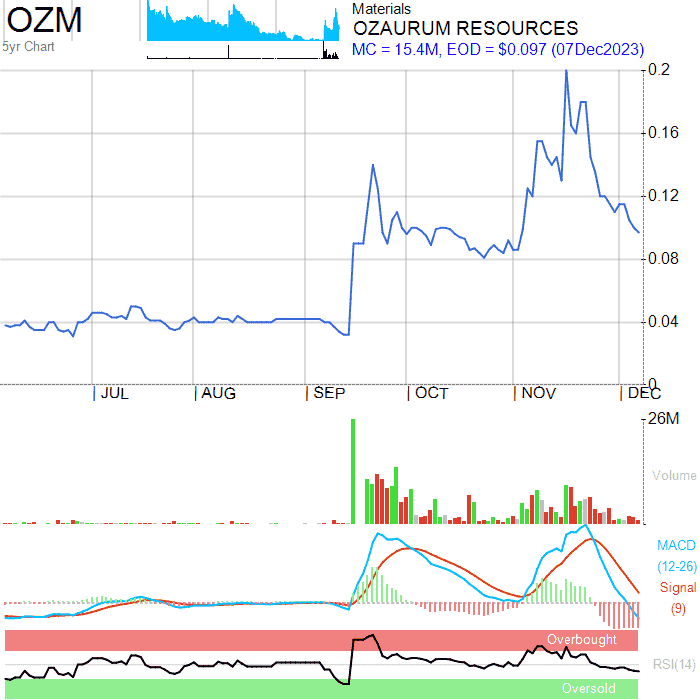 OZM
5yr Chart
Materials
OZAURUM RESOURCES
MC = 15.4M, EOD = $0.097 (07Dec2023)
0.2
0.16
0.12
0.08
0.04
0
JUL AUG SEP OCT NOV DEC
26M
Volume
MACD
(12-26)
Signal
(9)
Overbought
RSI(14)
Oversold